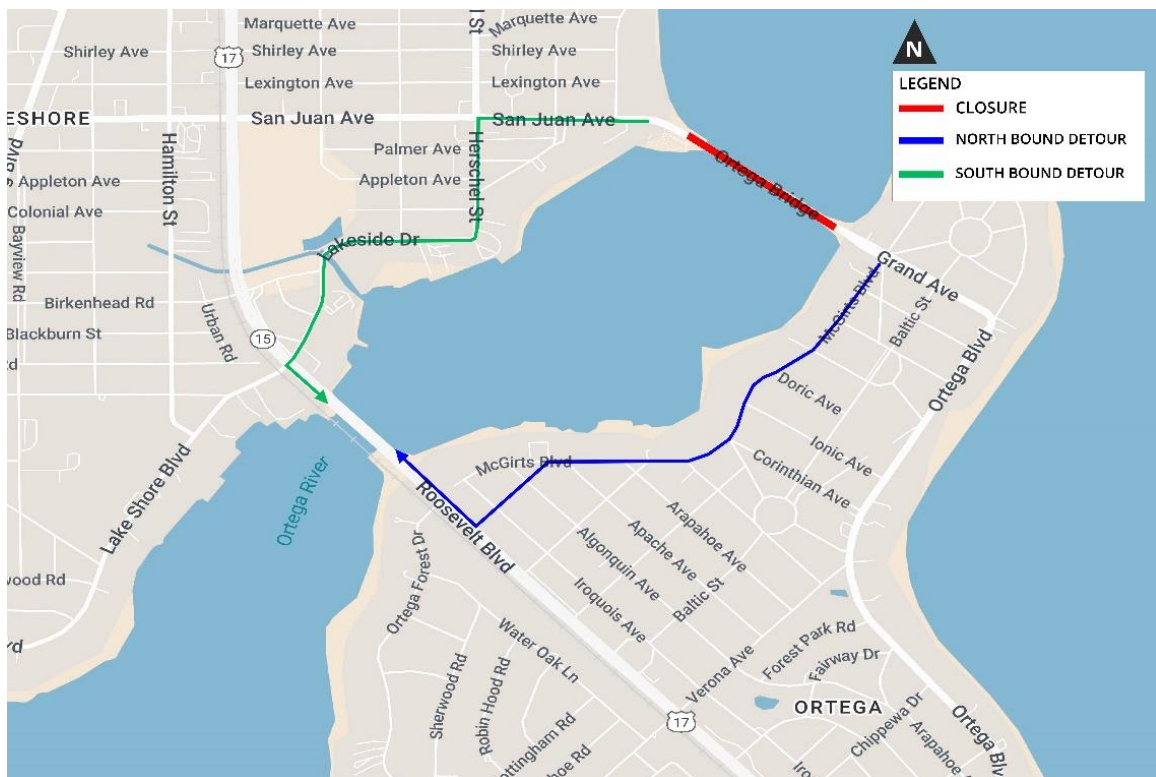 Marquette Ave
l St
Marquette Ave
Shirley Ave
17
Shirley Ave
Shirley Ave
Lexington Ave
Lexington Ave
ESHORE
San Juan Ave
San Juan Ave
Hamilton St
Palmer Ave
Herschel St
Appleton Ave
Appleton Ave
Colonial Ave
Bayview Rd
Lakeside Dr
Birkenhead Rd
Urban Rd
Blackburn St
15
Ortega Bridge
Grand Ave
McGirts Blvd
Baltic St
Ortega Blvd
Doric Ave
Ionic Ave
Corinthian Ave
McGirts Blvd
Lake Shore Blvd
Ortega River
Roosevelt Blvd
Arapahoe Ave
Apache Ave
Algonquin Ave
Baltic St
Iroquois Ave
Ortega Forest Dr
wood Rd
Water Oak Ln
Sherwood Rd
Robin Hood Rd
Verona Ave
Forest Park Rd
Fairway Dr
ORTEGA
17
Chippewa Dr
Ortega Blvd
Arapahoe
ottingham Rd
oe Rd
Iro
N
LEGEND
CLOSURE
NORTH BOUND DETOUR
SOUTH BOUND DETOUR